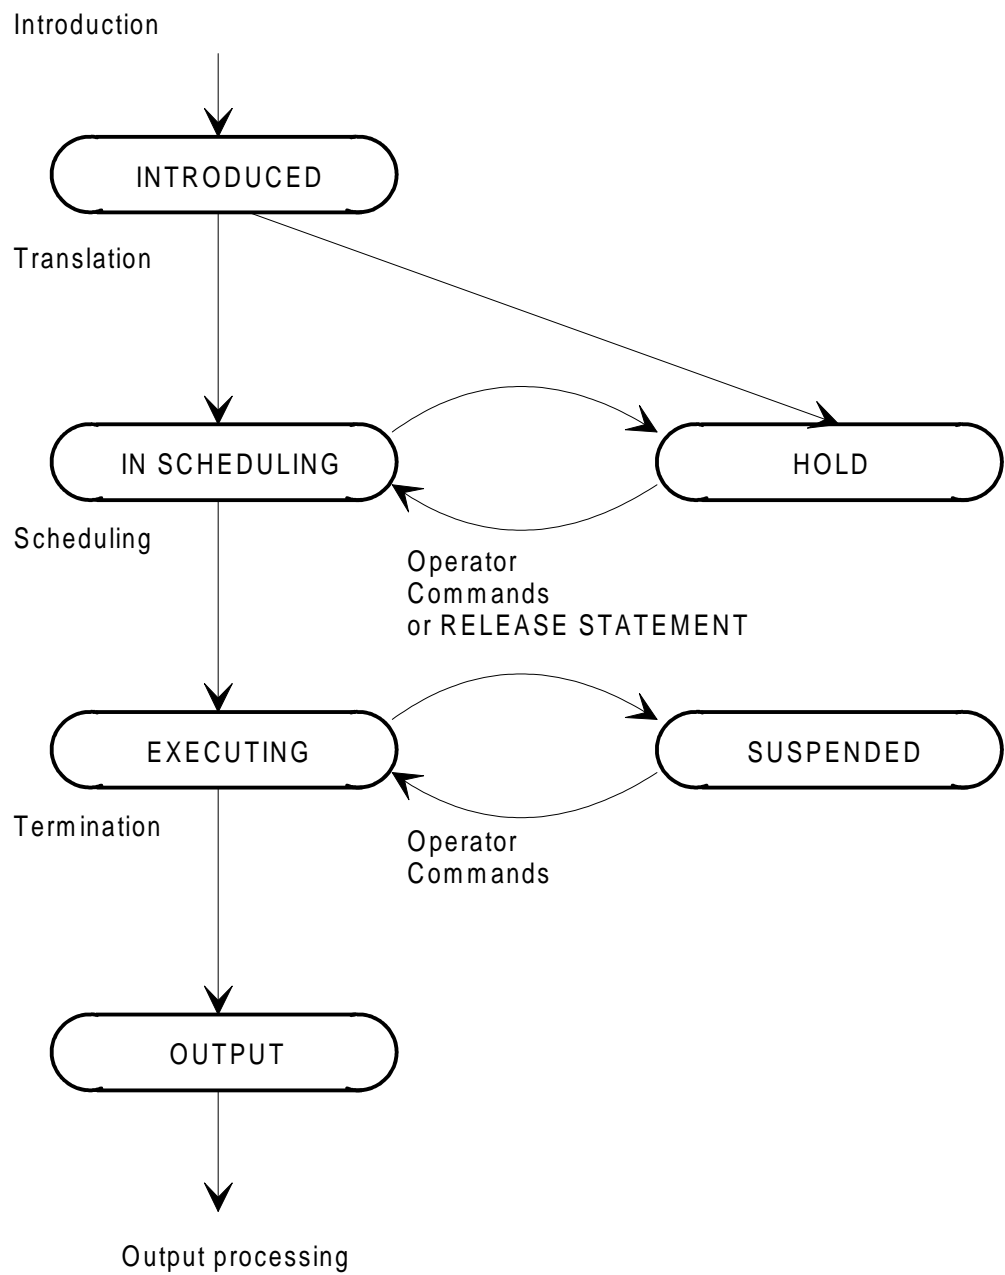 Introduction
INTRODUCED
Translation
IN SCHEDULING
HOLD
Scheduling
Operator
Commands
or RELEASE STATEMENT
EXECUTING
SUSPENDED
Termination
Operator
Commands
OUTPUT
Output processing